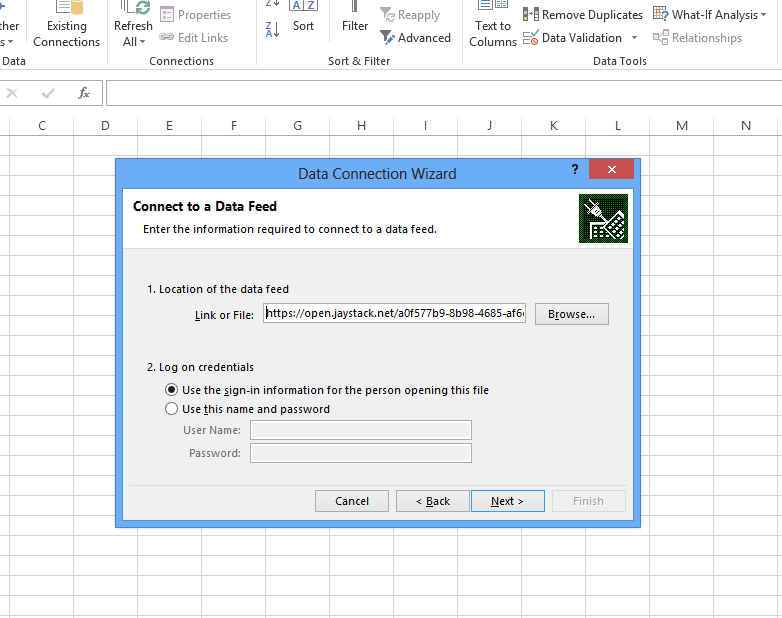 Existing
Connections
Data
Refresh
All
Properties
Edit Links
Connections
Z
Z
A
A Z
Sort
Filter
Reapply
Advanced
Sort & Filter
Text to
Columns
Remove Duplicates
Data Validation
What-If Analysis
Relationships
Data Tools
fx
C D E F G H I J K L M N
Data Connection Wizard
?
Connect to a Data Feed
Enter the information required to connect to a data feed.
1. Location of the data feed
Link or File:
https://open.jaystack.net/a0f577b9-8b98-4685-af6
Browse...
2. Log on credentials
Use the sign-in information for the person opening this file
Use this name and password
User Name:
Password:
Cancel
< Back
Next >
Finish